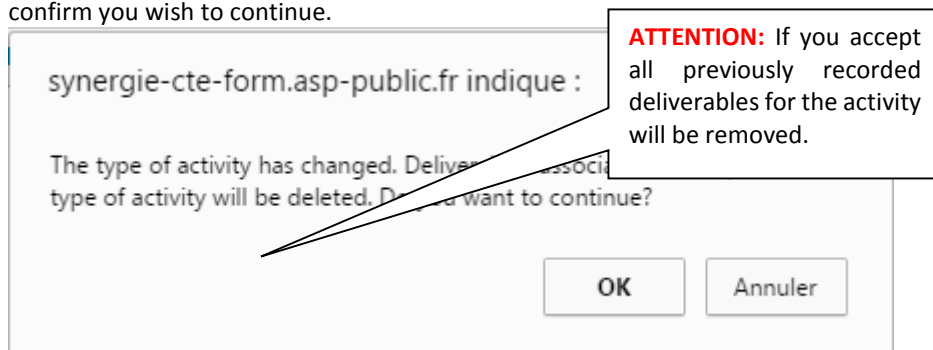 confirm you wish to continue.
ATTENTION: If you accept
all previously recorded
deliverables for the activity
will be removed.
synergie-cte-form.asp-public.fr indique :
The type of activity has changed.
type of activity will be deleted. want to continue?
OK Annuler